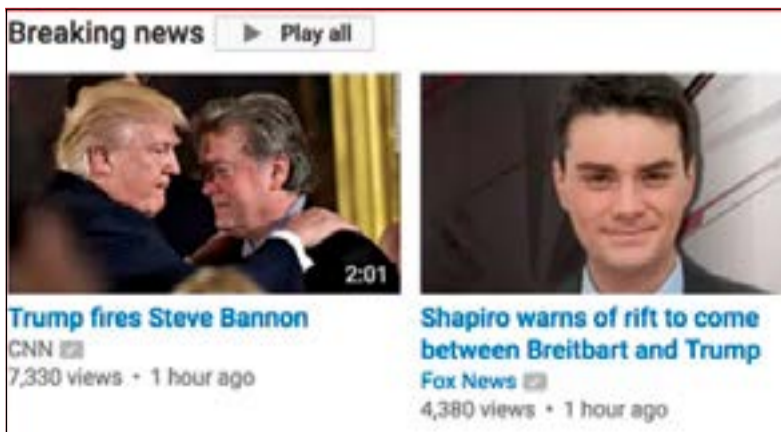 Breaking news Play all
2:01
Trump fires Steve Bannon
CNN
7,330 views • 1 hour ago
Shapiro warns of rift to come
between Breitbart and Trump
Fox News
4,380 views • 1 hour ago